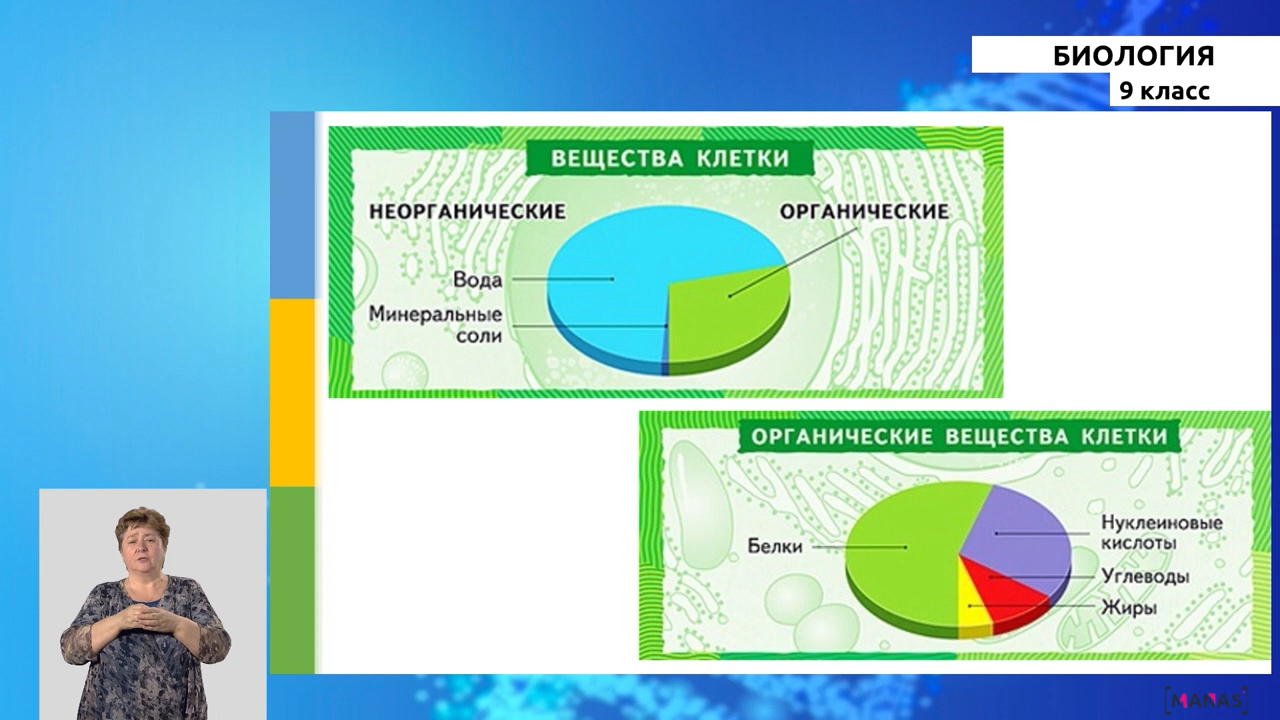 БИОЛОГИЯ
9 класс
ВЕЩЕСТВА КЛЕТКИ
НЕОРГАНИЧЕСКИЕ
ОРГАНИЧЕСКИЕ
Вода
Минеральные
соли
ОРГАНИЧЕСКИЕ ВЕЩЕСТВА КЛЕТКИ
Белки
Нуклеиновые
кислоты
Углеводы
Жиры
MANAS